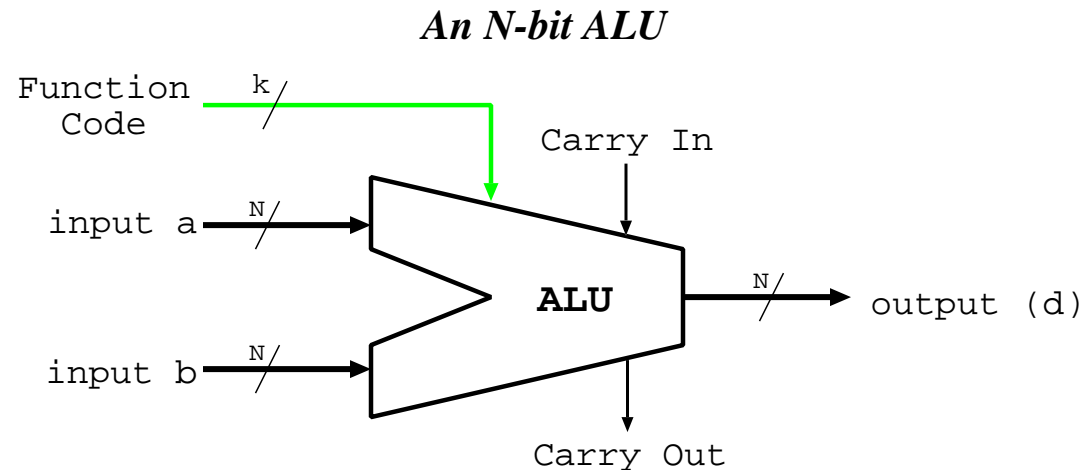 An N-bit ALU
Function
Code
k
Carry In
input a
N
ALU
N
output (d)
input b
N
Carry Out